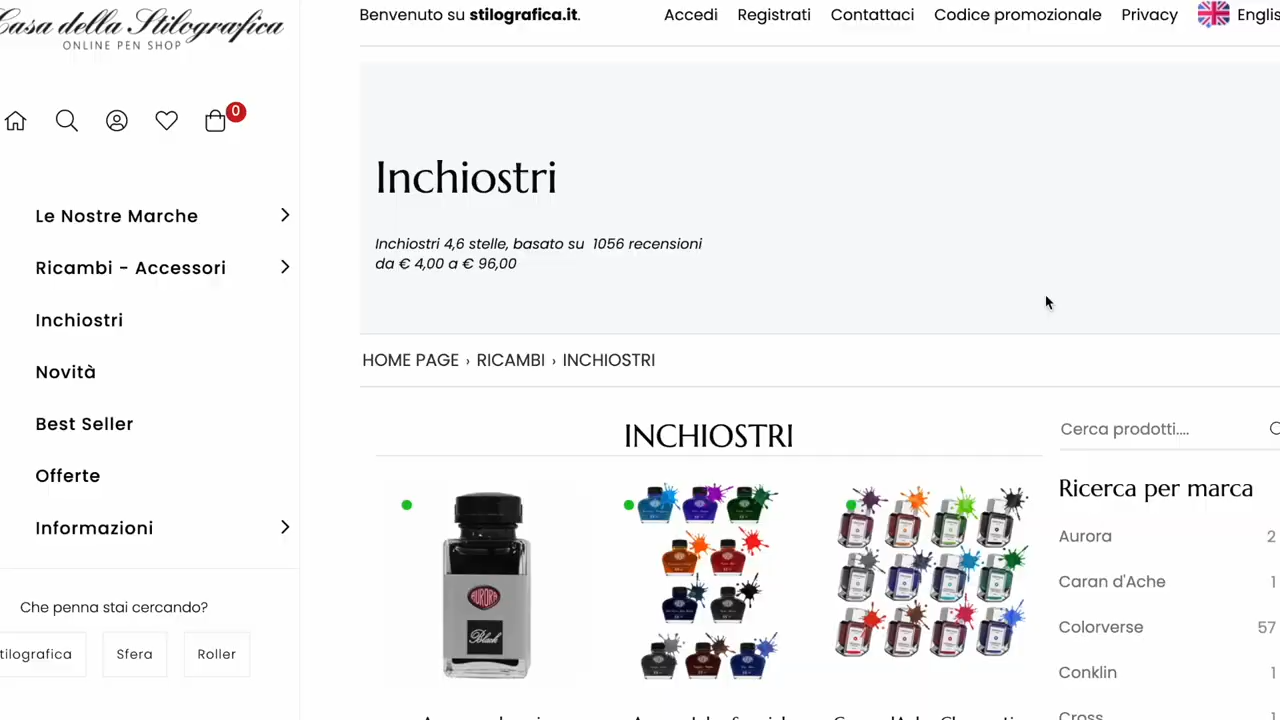 Casa della Stilografica
ONLINE PEN SHOP
Benvenuto su stilografica.it.
Accedi
Registrati
Contattaci
Codice promozionale
Privacy
Englis
0
Le Nostre Marche
Ricambi - Accessori
Inchiostri
Novità
Best Seller
Offerte
Informazioni
Che penna stai cercando?
tilografica
Sfera
Roller
Inchiostri
Inchiostri 4,6 stelle, basato su 1056 recensioni
da € 4,00 a € 96,00
HOME PAGE › RICAMBI › INCHIOSTRI
INCHIOSTRI
AURORA
Black
Cerca prodotti....
Ricerca per marca
Aurora 2
Caran d'Ache 1
Colorverse 57
Conklin 1
Cross 1